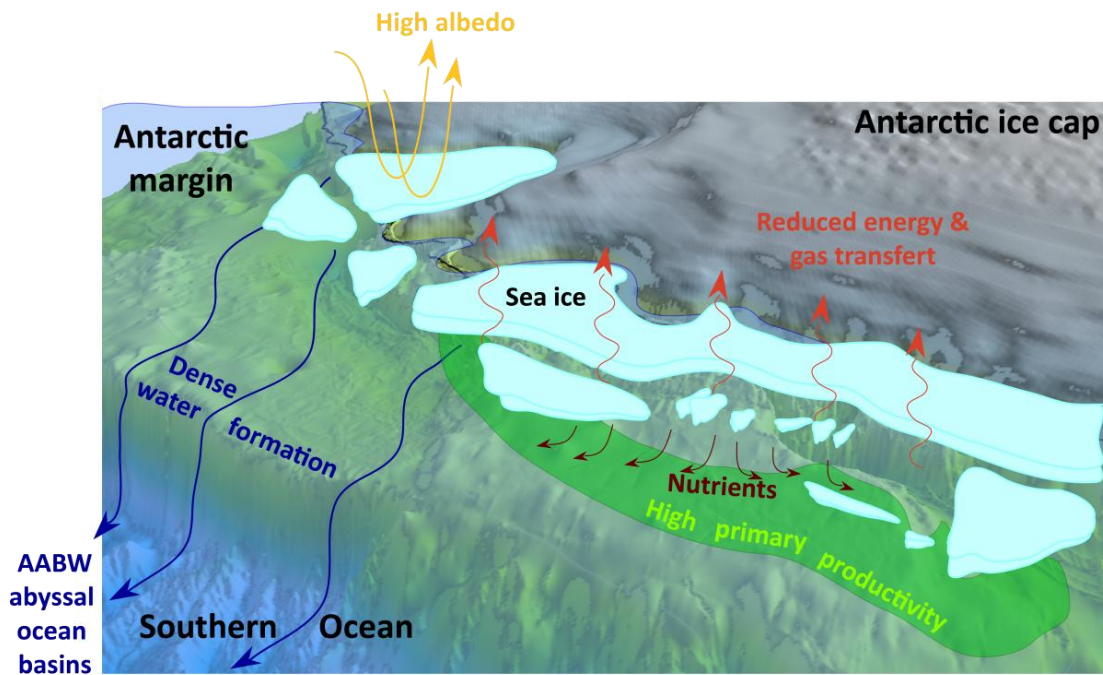 High albedo
Antarctic
margin
Antarctic ice cap
Reduced energy &
gas transfert
Sea ice
Dense
water formation
Nutrients
High primary productivity
AABW
abyssal
ocean
basins
Southern Ocean